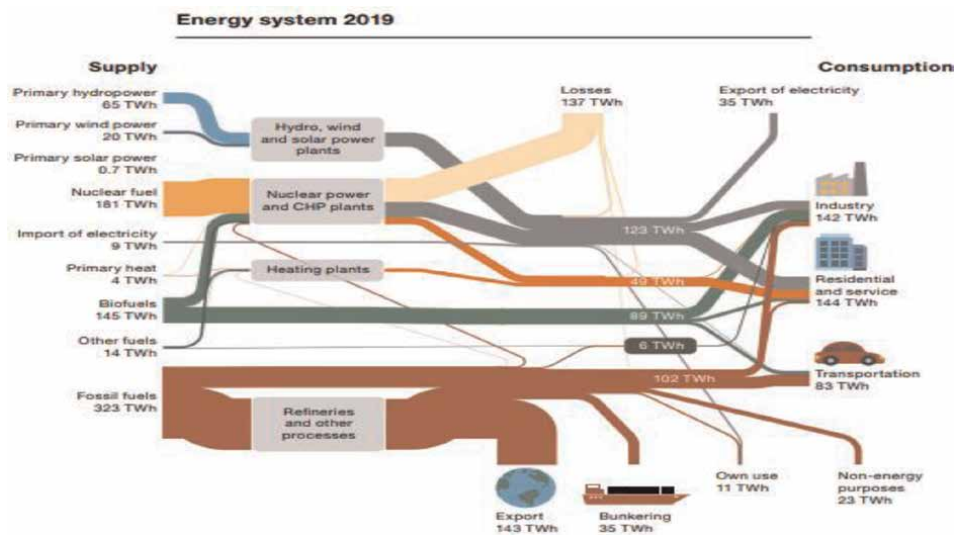 Energy system 2019
Supply
Consumption
Primary hydropower
65 TWh
Primary wind power
20 TWh
Primary solar power
0.7 TWh
Nuclear fuel
181 TWh
Import of electricity
9 TWh
Primary heat
4 TWh
Biofuels
145 TWh
Other fuels
14 TWh
Fossil fuels
323 TWh
Hydro, wind
and solar power
plants
Nuclear power
and CHP plants
Heating plants
Refineries
and other
processes
Losses
137 TWh
Export of electricity
35 TWh
123 TWh
49 TWh
89 TWh
6 TWh
102 TWh
Industry
142 TWh
Residential
and service
144 TWh
Transportation
83 TWh
Export
143 TWh
Bunkering
35 TWh
Own use
11 TWh
Non-energy
purposes
23 TWh